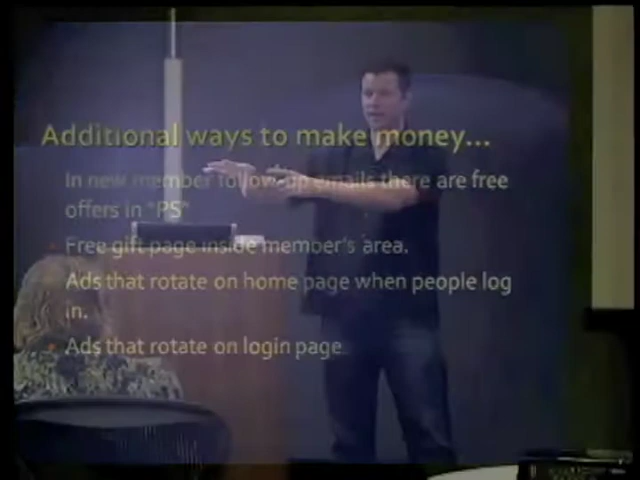 Additional ways to make money...
In new member follow-up emails there are free
offers in "PS"
Free gift page inside member's area.
Ads that rotate on home page when people log
in.
Ads that rotate on login page